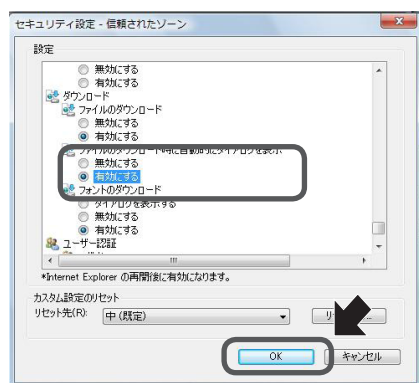 セキュリティ設定 - 信頼されたゾーン
設定
無効にする
有効にする
ダウンロード
ファイルのダウンロード
無効にする
有効にする
ファイルのダウンロード時に自動的にダイアログを表示
無効にする
有効にする
フォントのダウンロード
ダイアログを表示する
無効にする
有効にする
ユーザー認証
*Internet Explorer の再開後に有効になります。
カスタム設定のリセット
リセット先(R):
中 (既定)
OK
キャンセル